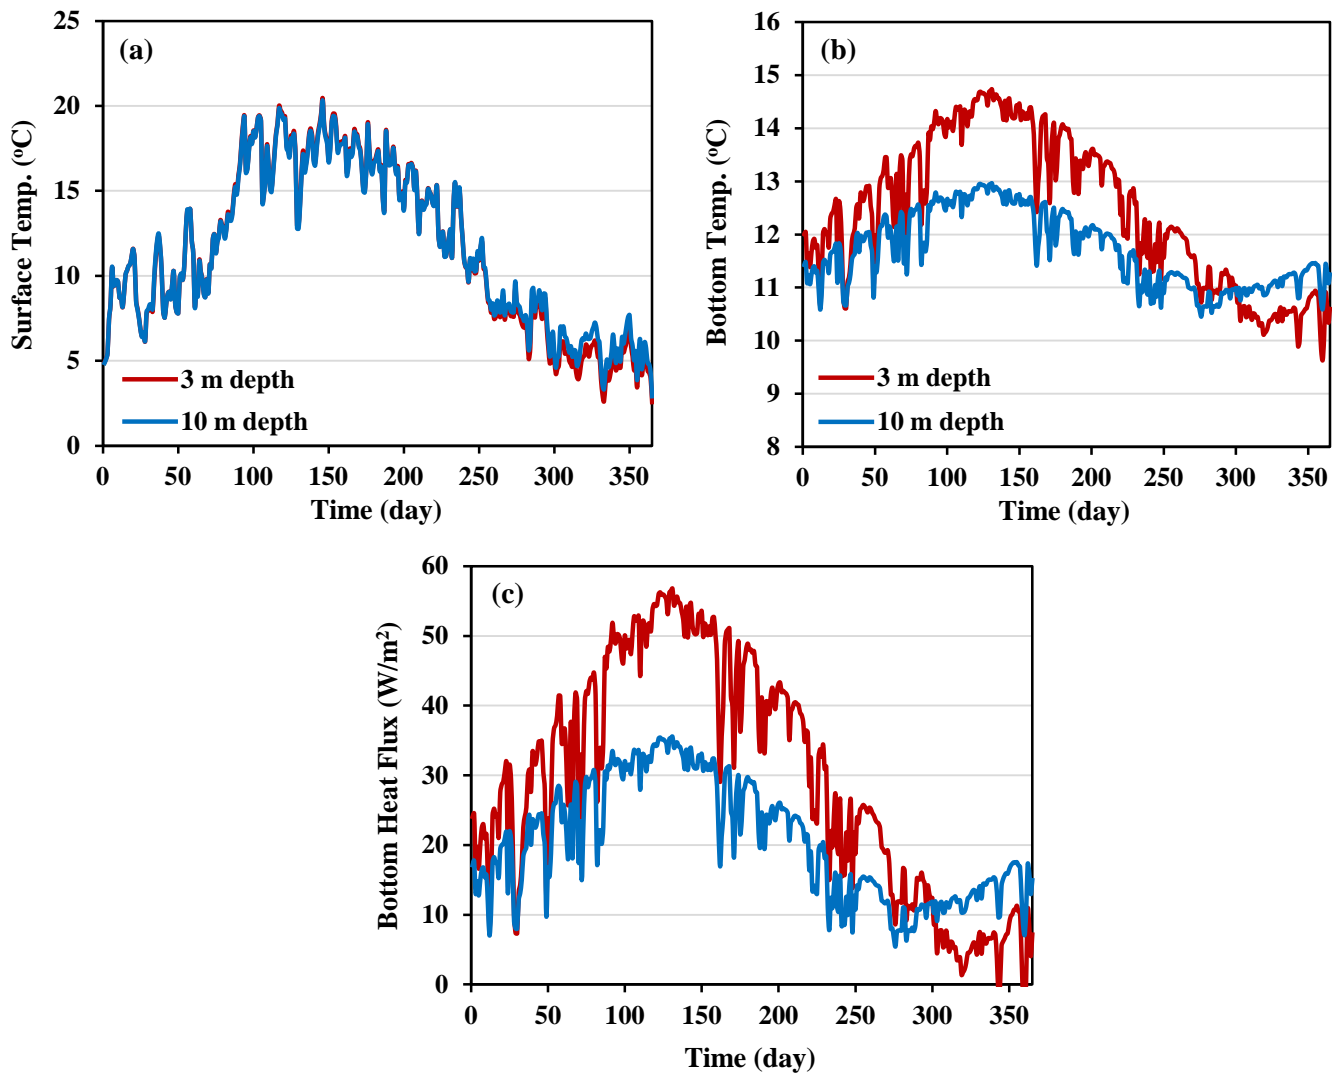 (a)
Surface Temp. (ºC)
25
20
15
10
5
0
3 m depth
10 m depth
0 50 100 150 200 250 300 350
Time (day)
(b)
Bottom Temp. (ºC)
16
15
14
13
12
11
10
9
8
3 m depth
10 m depth
0 50 100 150 200 250 300 350
Time (day)
(c)
Bottom Heat Flux (W/m²)
60
50
40
30
20
10
0
0 50 100 150 200 250 300 350
Time (day)